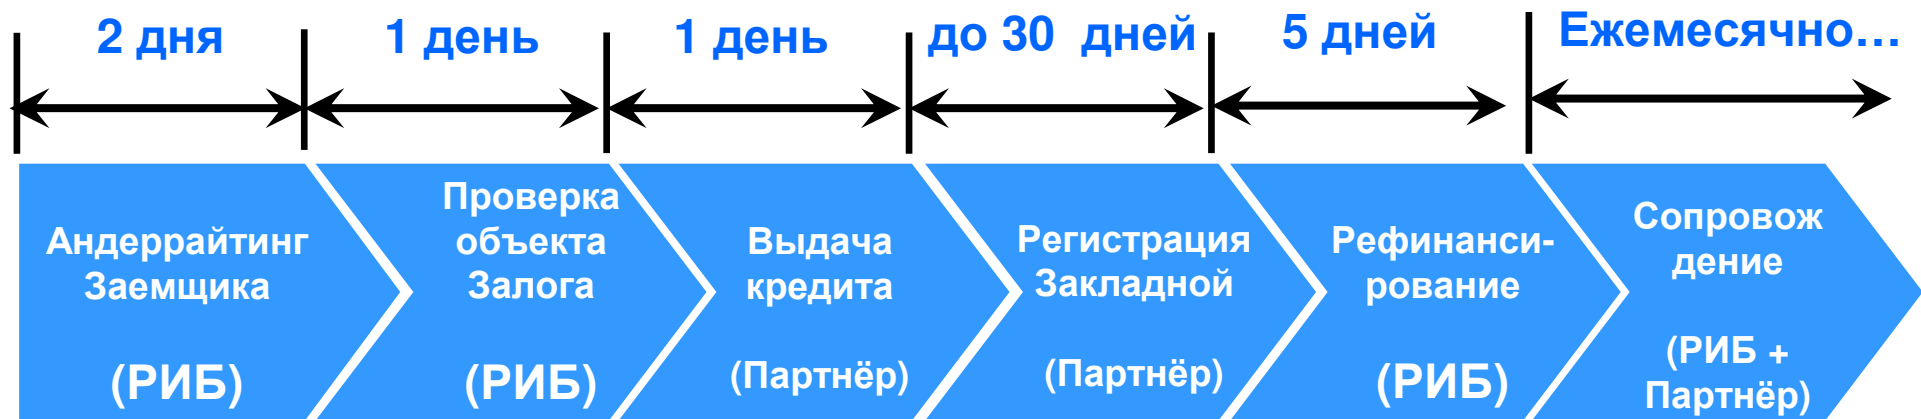 2 дня
1 день
1 день
до 30 дней
5 дней
Ежемесячно…
Андеррайтинг
Заемщика
(РИБ)
Проверка
объекта
Залога
(РИБ)
Выдача
кредита
(Партнёр)
Регистрация
Закладной
(Партнёр)
Рефинанси-
рование
(РИБ)
Сопровож
дение
(РИБ +
Партнёр)